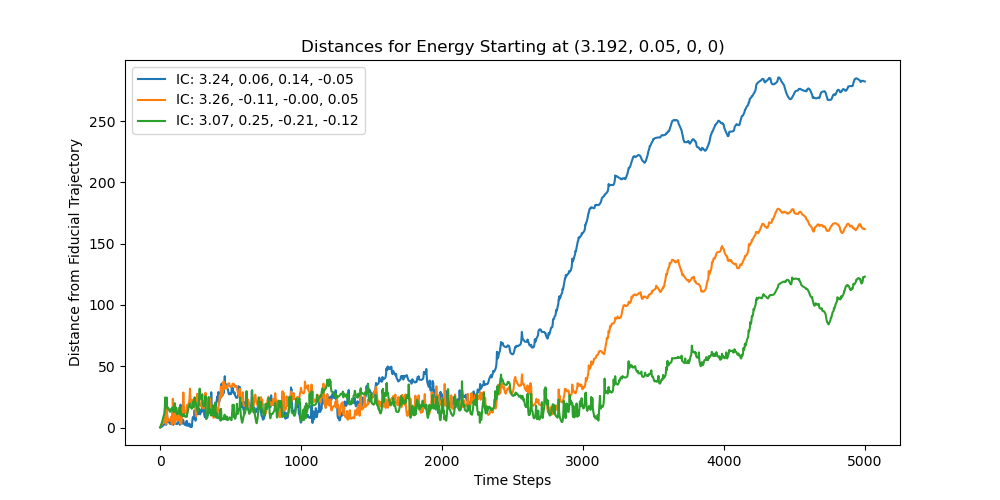 Distances for Energy Starting at (3.192, 0.05, 0, 0)
IC: 3.24, 0.06, 0.14, -0.05
IC: 3.26, -0.11, -0.00, 0.05
IC: 3.07, 0.25, -0.21, -0.12
Distance from Fiducial Trajectory
250
200
150
100
50
0
0 1000 2000 3000 4000 5000
Time Steps